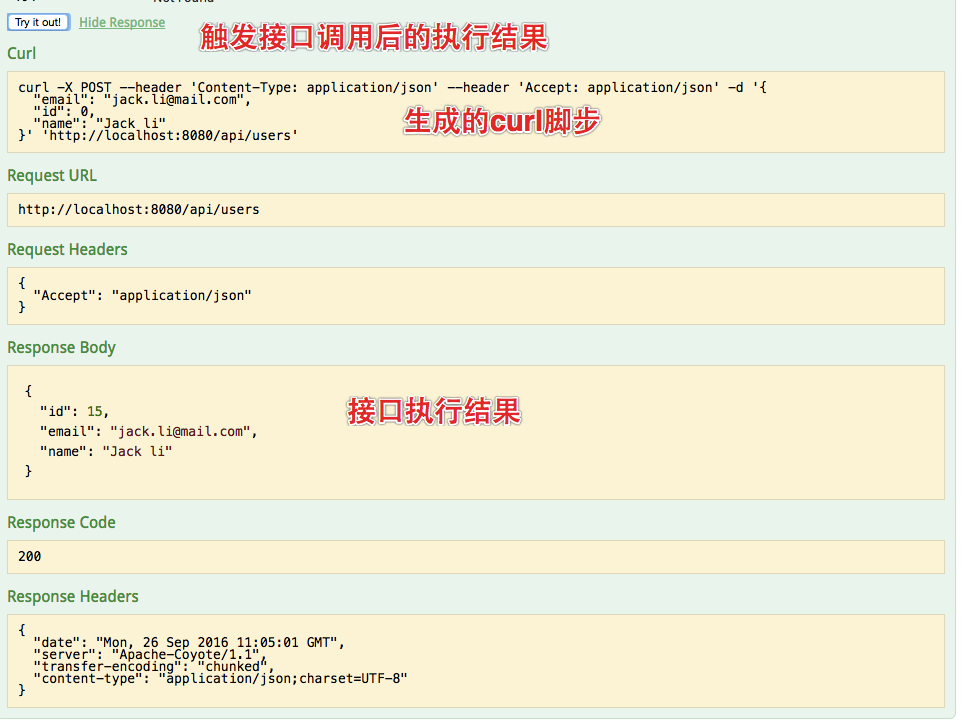 Not Found
Try it out! Hide Response
触发接口调用后的执行结果
Curl
curl -X POST --header 'Content-Type: application/json' --header 'Accept: application/json' -d '{
"email": "jack.li@mail.com",
"id": 0,
"name": "Jack li"
}' 'http://localhost:8080/api/users'
生成的curl脚步
Request URL
http://localhost:8080/api/users
Request Headers
{
"Accept": "application/json"
}
Response Body
{
"id": 15,
"email": "jack.li@mail.com",
"name": "Jack li"
}
接口执行结果
Response Code
200
Response Headers
{
"date": "Mon, 26 Sep 2016 11:05:01 GMT",
"server": "Apache-Coyote/1.1",
"transfer-encoding": "chunked",
"content-type": "application/json;charset=UTF-8"
}